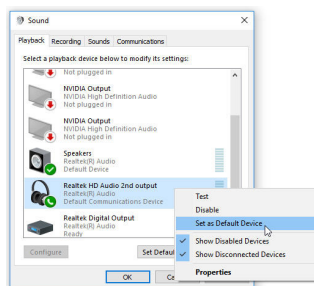 Sound
Playback Recording Sounds Communications
Select a playback device below to modify its settings:
Not plugged in
NVIDIA Output
NVIDIA High Definition Audio
Not plugged in
NVIDIA Output
NVIDIA High Definition Audio
Not plugged in
Speakers
Realtek(R) Audio
Default Device
Realtek HD Audio 2nd output
Realtek(R) Audio
Default Communications Device
Realtek Digital Output
Realtek(R) Audio
Ready
Test
Disable
Set as Default Device
Show Disabled Devices
Show Disconnected Devices
Properties
Configure Set Defaul
OK Ca